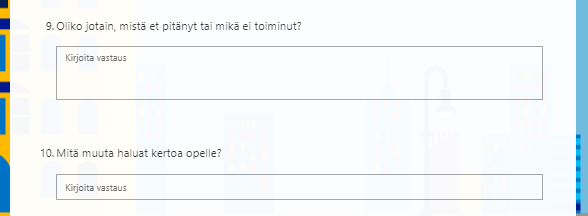 9. Oliko jotain, mistä et pitänyt tai mikä ei toiminut?
Kirjoita vastaus
10. Mitä muuta haluat kertoa opelle?
Kirjoita vastaus